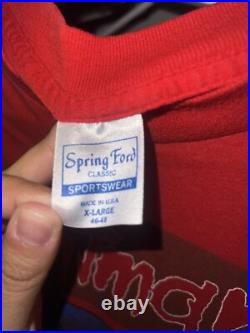 Spring Ford
CLASSIC
SPORTSWEAR
MADE IN U.S.A.
X-LARGE
46-48